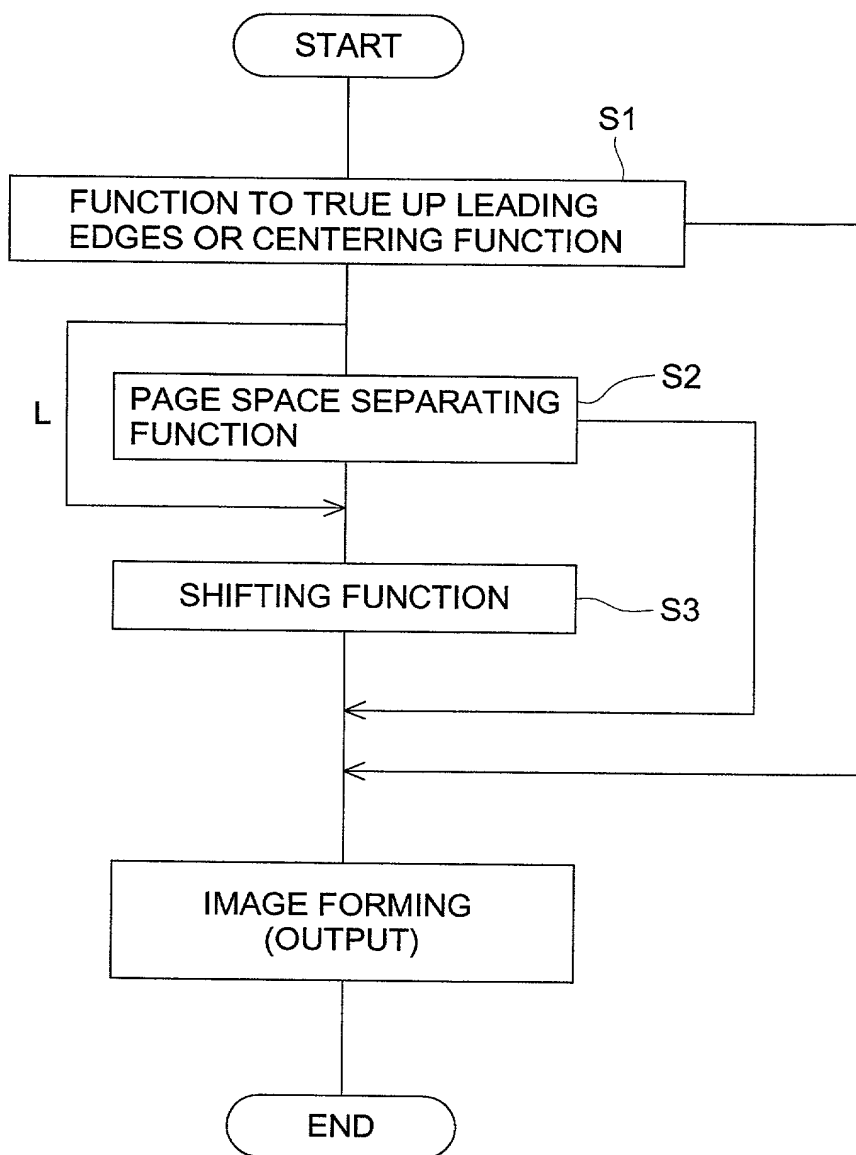 START
S1
FUNCTION TO TRUE UP LEADING
EDGES OR CENTERING FUNCTION
S2
PAGE SPACE SEPARATING
FUNCTION
L
SHIFTING FUNCTION
S3
IMAGE FORMING
(OUTPUT)
END